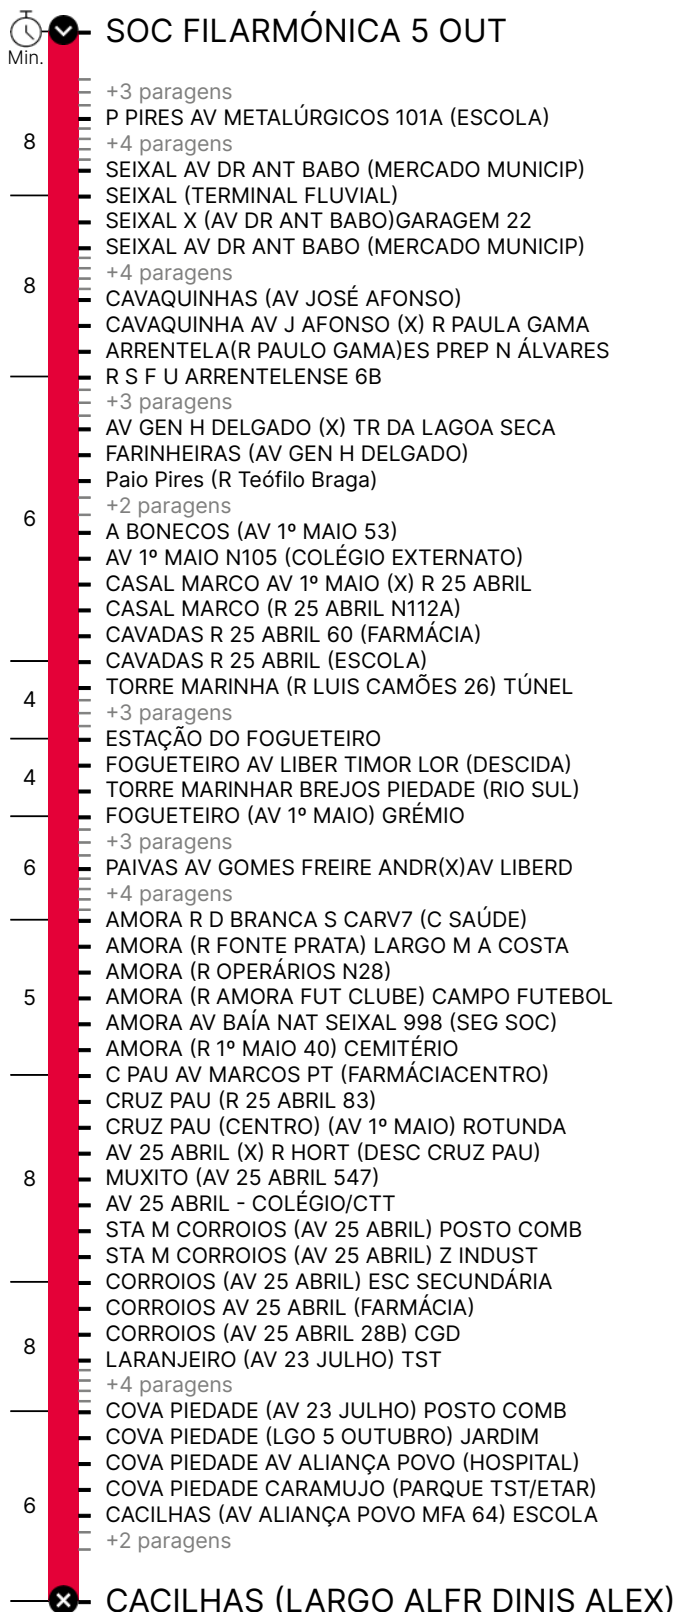 SOC FILARMÓNICA 5 OUT
Min.
+3 paragens
P PIRES AV METALÚRGICOS 101A (ESCOLA)
8
+4 paragens
SEIXAL AV DR ANT BABO (MERCADO MUNICIP)
SEIXAL (TERMINAL FLUVIAL)
SEIXAL X (AV DR ANT BABO)GARAGEM 22
SEIXAL AV DR ANT BABO (MERCADO MUNICIP)
+4 paragens
8
CAVAQUINHAS (AV JOSÉ AFONSO)
CAVAQUINHA AV J AFONSO (X) R PAULA GAMA
ARRENTELA(R PAULO GAMA)ES PREP N ÁLVARES
R S F U ARRENTELENSE 6B
+3 paragens
AV GEN H DELGADO (X) TR DA LAGOA SECA
FARINHEIRAS (AV GEN H DELGADO)
Paio Pires (R Teófilo Braga)
+2 paragens
6
A BONECOS (AV 1º MAIO 53)
AV 1º MAIO N105 (COLÉGIO EXTERNATO)
CASAL MARCO AV 1º MAIO (X) R 25 ABRIL
CASAL MARCO (R 25 ABRIL N112A)
CAVADAS R 25 ABRIL 60 (FARMÁCIA)
CAVADAS R 25 ABRIL (ESCOLA)
TORRE MARINHA (R LUIS CAMÕES 26) TÚNEL
4
+3 paragens
ESTAÇÃO DO FOGUETEIRO
FOGUETEIRO AV LIBER TIMOR LOR (DESCIDA)
4
TORRE MARINHAR BREJOS PIEDADE (RIO SUL)
FOGUETEIRO (AV 1º MAIO) GRÉMIO
+3 paragens
6
PAIVAS AV GOMES FREIRE ANDR(X)AV LIBERD
+4 paragens
AMORA R D BRANCA S CARV7 (C SAÚDE)
AMORA (R FONTE PRATA) LARGO M A COSTA
AMORA (R OPERÁRIOS N28)
5
AMORA (R AMORA FUT CLUBE) CAMPO FUTEBOL
AMORA AV BAÍA NAT SEIXAL 998 (SEG SOC)
AMORA (R 1º MAIO 40) CEMITÉRIO
C PAU AV MARCOS PT (FARMÁCIACENTRO)
CRUZ PAU (R 25 ABRIL 83)
CRUZ PAU (CENTRO) (AV 1º MAIO) ROTUNDA
AV 25 ABRIL (X) R HORT (DESC CRUZ PAU)
8
MUXITO (AV 25 ABRIL 547)
AV 25 ABRIL - COLÉGIO/CTT
STA M CORROIOS (AV 25 ABRIL) POSTO COMB
STA M CORROIOS (AV 25 ABRIL) Z INDUST
CORROIOS (AV 25 ABRIL) ESC SECUNDÁRIA
CORROIOS AV 25 ABRIL (FARMÁCIA)
CORROIOS (AV 25 ABRIL 28B) CGD
8
LARANJEIRO (AV 23 JULHO) TST
+4 paragens
COVA PIEDADE (AV 23 JULHO) POSTO COMB
COVA PIEDADE (LGO 5 OUTUBRO) JARDIM
COVA PIEDADE AV ALIANÇA POVO (HOSPITAL)
COVA PIEDADE CARAMUJO (PARQUE TST/ETAR)
6
CACILHAS (AV ALIANÇA POVO MFA 64) ESCOLA
+2 paragens
CACILHAS (LARGO ALFR DINIS ALEX)